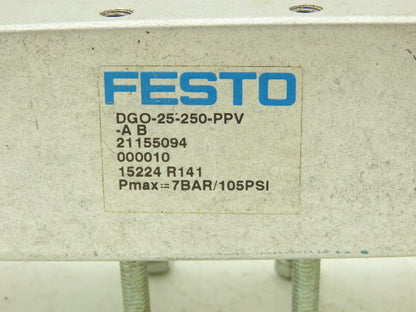 FESTO
DGO-25-250-PPV
-A B
21155094
000010
15224 R141
Pmax=7BAR/105PSI